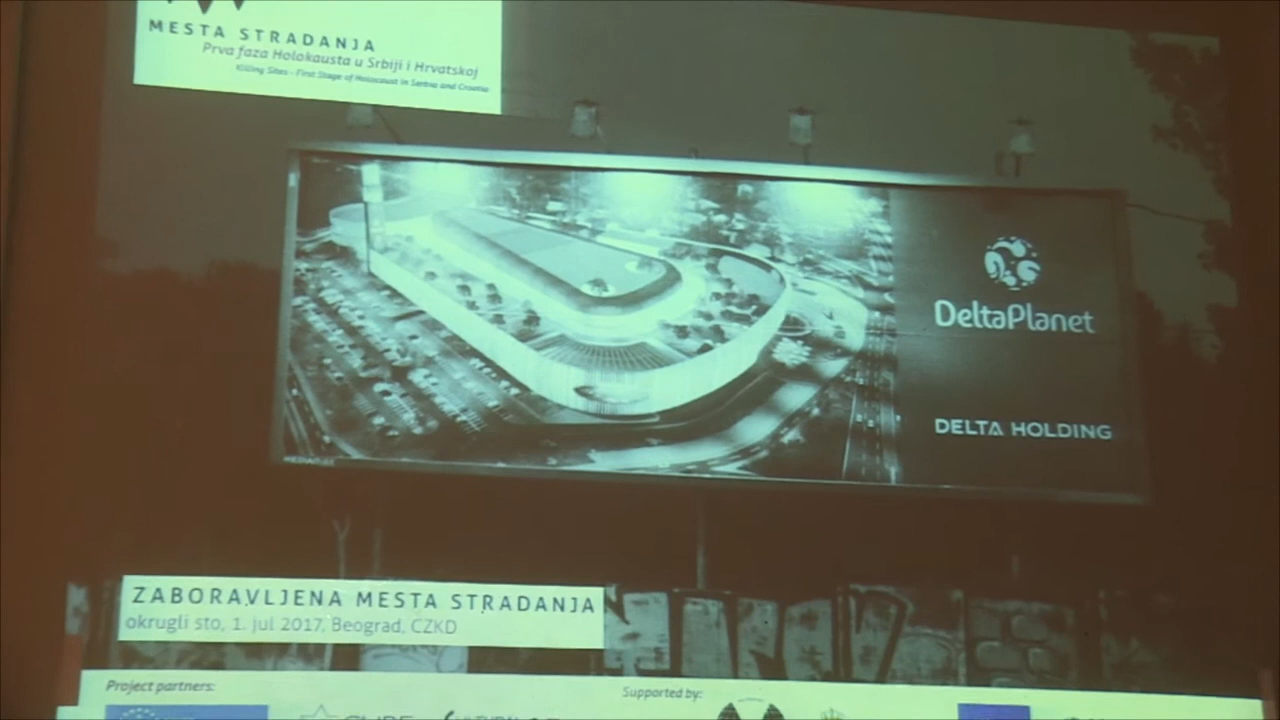 MESTA STRADANJA
Prva faza Holokausta u Srbiji i Hrvatskoj
Killing Sites - First Stage of Holocaust in Serbia and Croatia
DeltaPlanet
DELTA HOLDING
ZABORAVLJENA MESTA STRADANJA
okrugli sto, 1. jul 2017, Beograd, CZKD
Project partners:
Supported by: